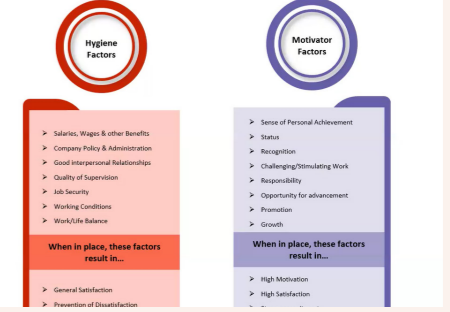 Hygiene
Factors
Salaries, Wages & other Benefits
Company Policy & Administration
Good interpersonal Relationships
Quality of Supervision
Job Security
Working Conditions
Work/Life Balance
When in place, these factors
result in...
General Satisfaction
Prevention of Dissatisfaction
Motivator
Factors
Sense of Personal Achievement
Status
Recognition
Challenging/Stimulating Work
Responsibility
Opportunity for advancement
Promotion
Growth
When in place, these factors
result in...
High Motivation
High Satisfaction